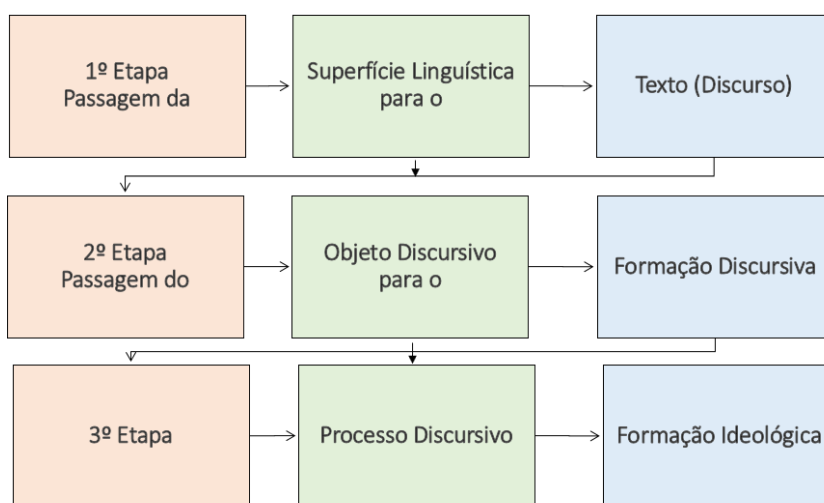 1º Etapa
Passagem da
Superfície Linguística
para o
Texto (Discurso)
2º Etapa
Passagem do
Objeto Discursivo
para o
Formação Discursiva
3º Etapa
Processo Discursivo
Formação Ideológica